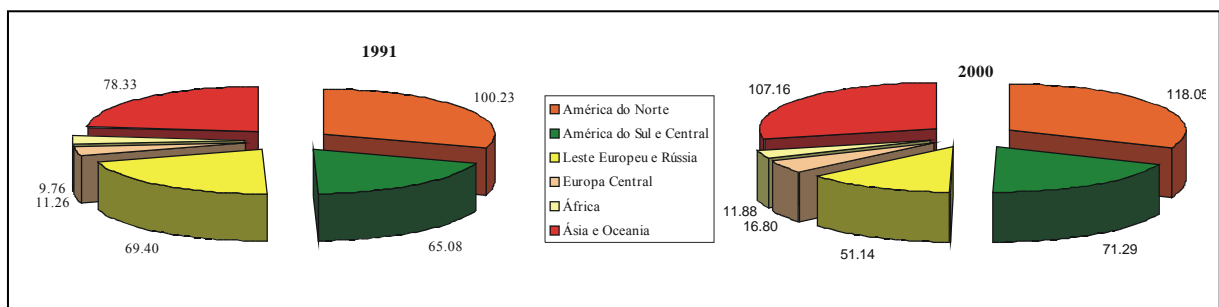 1991
78.33
100.23
9.76
11.26
69.40
65.08
América do Norte
América do Sul e Central
Leste Europeu e Rússia
Europa Central
África
Ásia e Oceania
2000
107.16
118.05
11.88
16.80
51.14
71.29